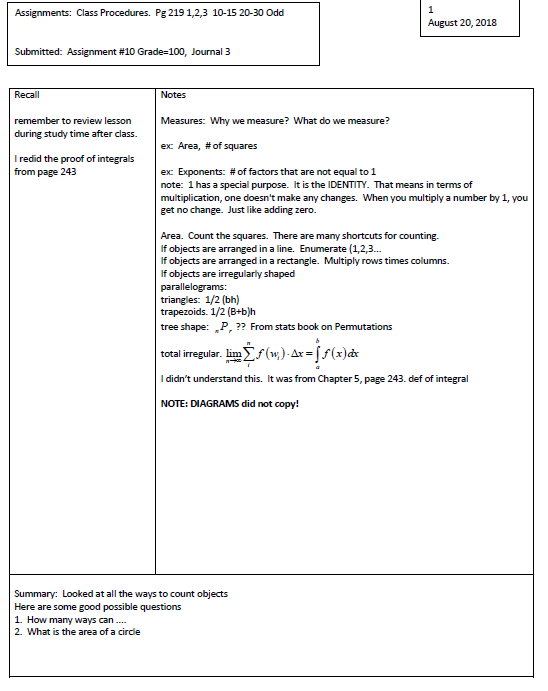 Assignments: Class Procedures. Pg 219 1,2,3 10-15 20-30 Odd
Submitted: Assignment #10 Grade=100, Journal 3
1
August 20, 2018
Recall
remember to review lesson
during study time after class.
I redid the proof of integrals
from page 243
Notes
Measures: Why we measure? What do we measure?
ex: Area, # of squares
ex: Exponents: # of factors that are not equal to 1
note: 1 has a special purpose. It is the IDENTITY. That means in terms of
multiplication, one doesn't make any changes. When you multiply a number by 1, you
get no change. Just like adding zero.
Area. Count the squares. There are many shortcuts for counting.
If objects are arranged in a line. Enumerate (1,2,3...
If objects are arranged in a rectangle. Multiply rows times columns.
If objects are irregularly shaped
parallelograms:
triangles: 1/2 (bh)
trapezoids. 1/2 (B+b)h
tree shape: ₙPᵣ ?? From stats book on Permutations
total irregular. lim n→∞ ∑ i n f(wᵢ)·Δx = ∫ a b f(x)dx
I didn't understand this. It was from Chapter 5, page 243. def of integral
NOTE: DIAGRAMS did not copy!
Summary: Looked at all the ways to count objects
Here are some good possible questions
1. How many ways can ....
2. What is the area of a circle